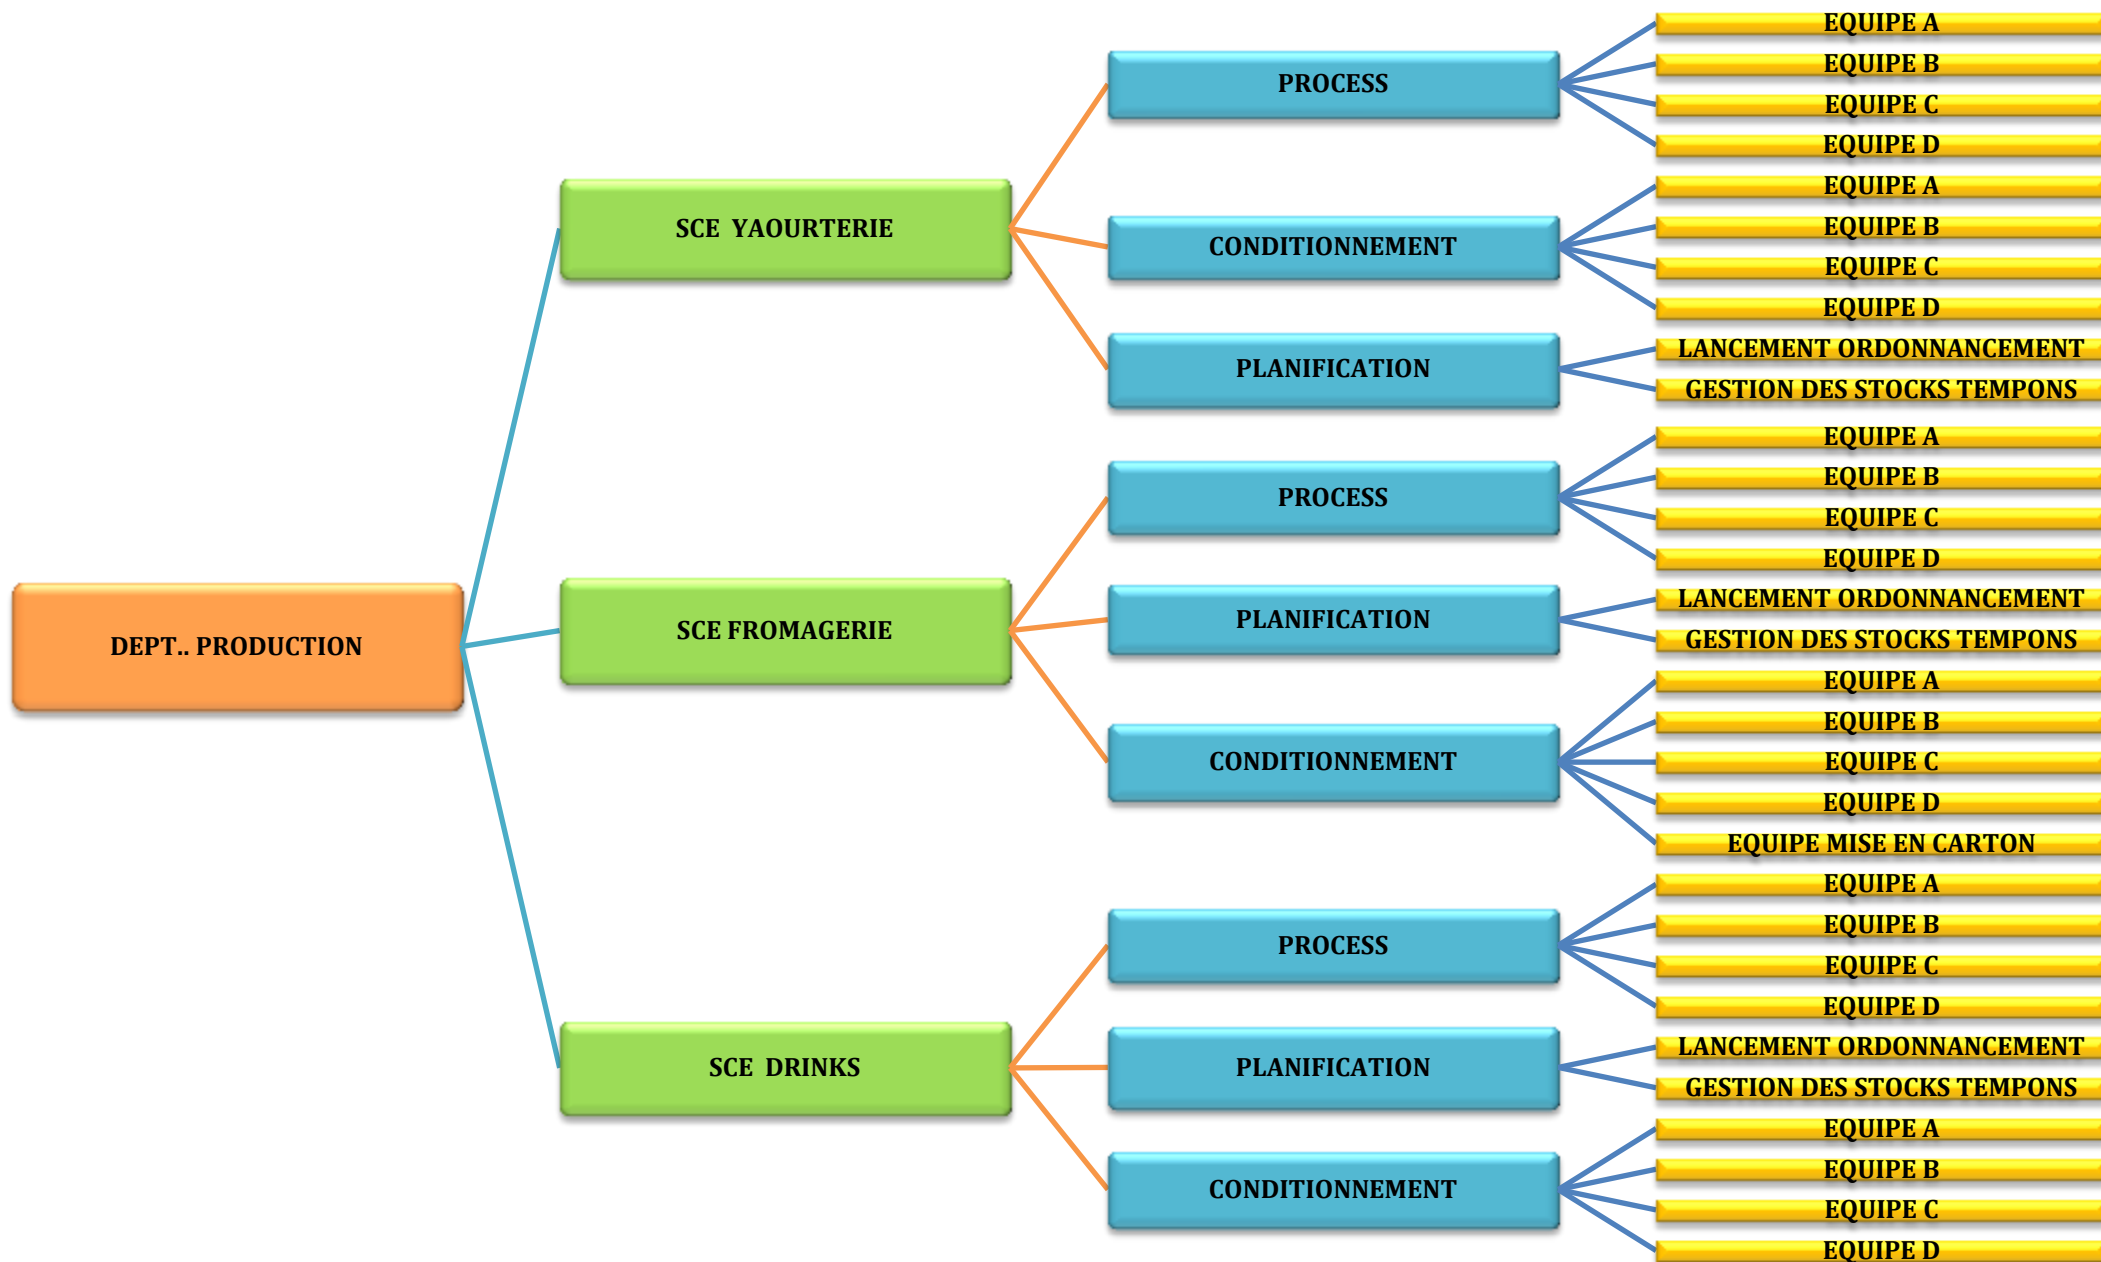 DEPT.. PRODUCTION
SCE  YAOURTERIE
PROCESS
EQUIPE A
EQUIPE B
EQUIPE C
EQUIPE D
CONDITIONNEMENT
EQUIPE A
EQUIPE B
EQUIPE C
EQUIPE D
PLANIFICATION
LANCEMENT ORDONNANCEMENT
GESTION DES STOCKS TEMPONS
SCE FROMAGERIE
PROCESS
EQUIPE A
EQUIPE B
EQUIPE C
EQUIPE D
PLANIFICATION
LANCEMENT ORDONNANCEMENT
GESTION DES STOCKS TEMPONS
CONDITIONNEMENT
EQUIPE A
EQUIPE B
EQUIPE C
EQUIPE D
EQUIPE MISE EN CARTON
SCE  DRINKS
PROCESS
EQUIPE A
EQUIPE B
EQUIPE C
EQUIPE D
PLANIFICATION
LANCEMENT ORDONNANCEMENT
GESTION DES STOCKS TEMPONS
CONDITIONNEMENT
EQUIPE A
EQUIPE B
EQUIPE C
EQUIPE D